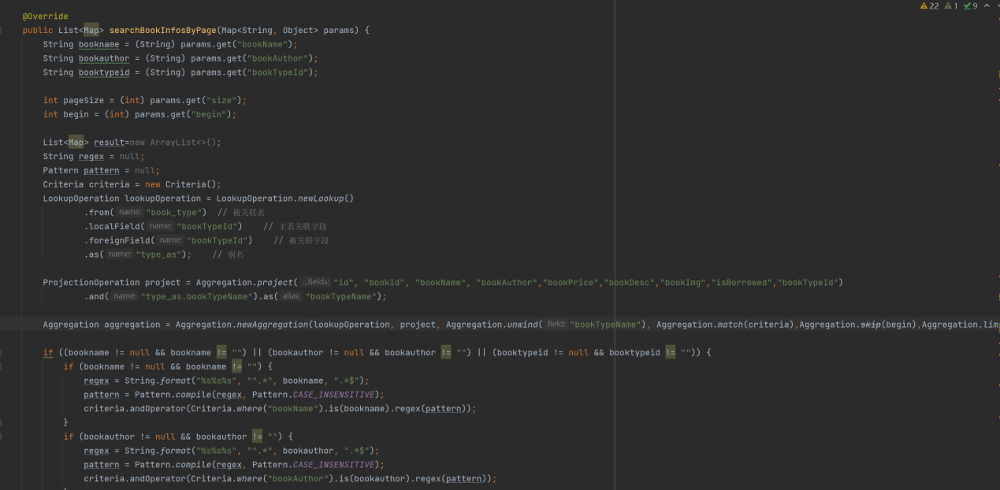 22 1 9
@Override
public List<Map> searchBookInfosByPage(Map<String, Object> params) {
String bookname = (String) params.get("bookName");
String bookauthor = (String) params.get("bookAuthor");
String booktypeid = (String) params.get("bookTypeId");
int pageSize = (int) params.get("size");
int begin = (int) params.get("begin");
List<Map> result=new ArrayList<>();
String regex = null;
Pattern pattern = null;
Criteria criteria = new Criteria();
LookupOperation lookupOperation = LookupOperation.newLookup()
.from( name: "book_type") // 被关联表
.localField( name: "bookTypeId") // 主表关联字段
.foreignField( name: "bookTypeId") // 被关联字段
.as( name: "type_as"); // 别名
ProjectionOperation project = Aggregation.project( ...fields: "id", "bookId", "bookName", "bookAuthor","bookPrice","bookDesc","bookImg","isBorrowed","bookTypeId")
.and( name: "type_as.bookTypeName").as( alias: "bookTypeName");
Aggregation aggregation = Aggregation.newAggregation(lookupOperation, project, Aggregation.unwind( field: "bookTypeName"), Aggregation.match(criteria),Aggregation.skip(begin),Aggregation.lim
if ((bookname != null && bookname != "") || (bookauthor != null && bookauthor != "") || (booktypeid != null && booktypeid != "")) {
if (bookname != null && bookname != "") {
regex = String.format("%s%s%s", "^.*", bookname, ".*$");
pattern = Pattern.compile(regex, Pattern.CASE_INSENSITIVE);
criteria.andOperator(Criteria.where("bookName").is(bookname).regex(pattern));
}
if (bookauthor != null && bookauthor != "") {
regex = String.format("%s%s%s", "^.*", bookauthor, ".*$");
pattern = Pattern.compile(regex, Pattern.CASE_INSENSITIVE);
criteria.andOperator(Criteria.where("bookAuthor").is(bookauthor).regex(pattern));